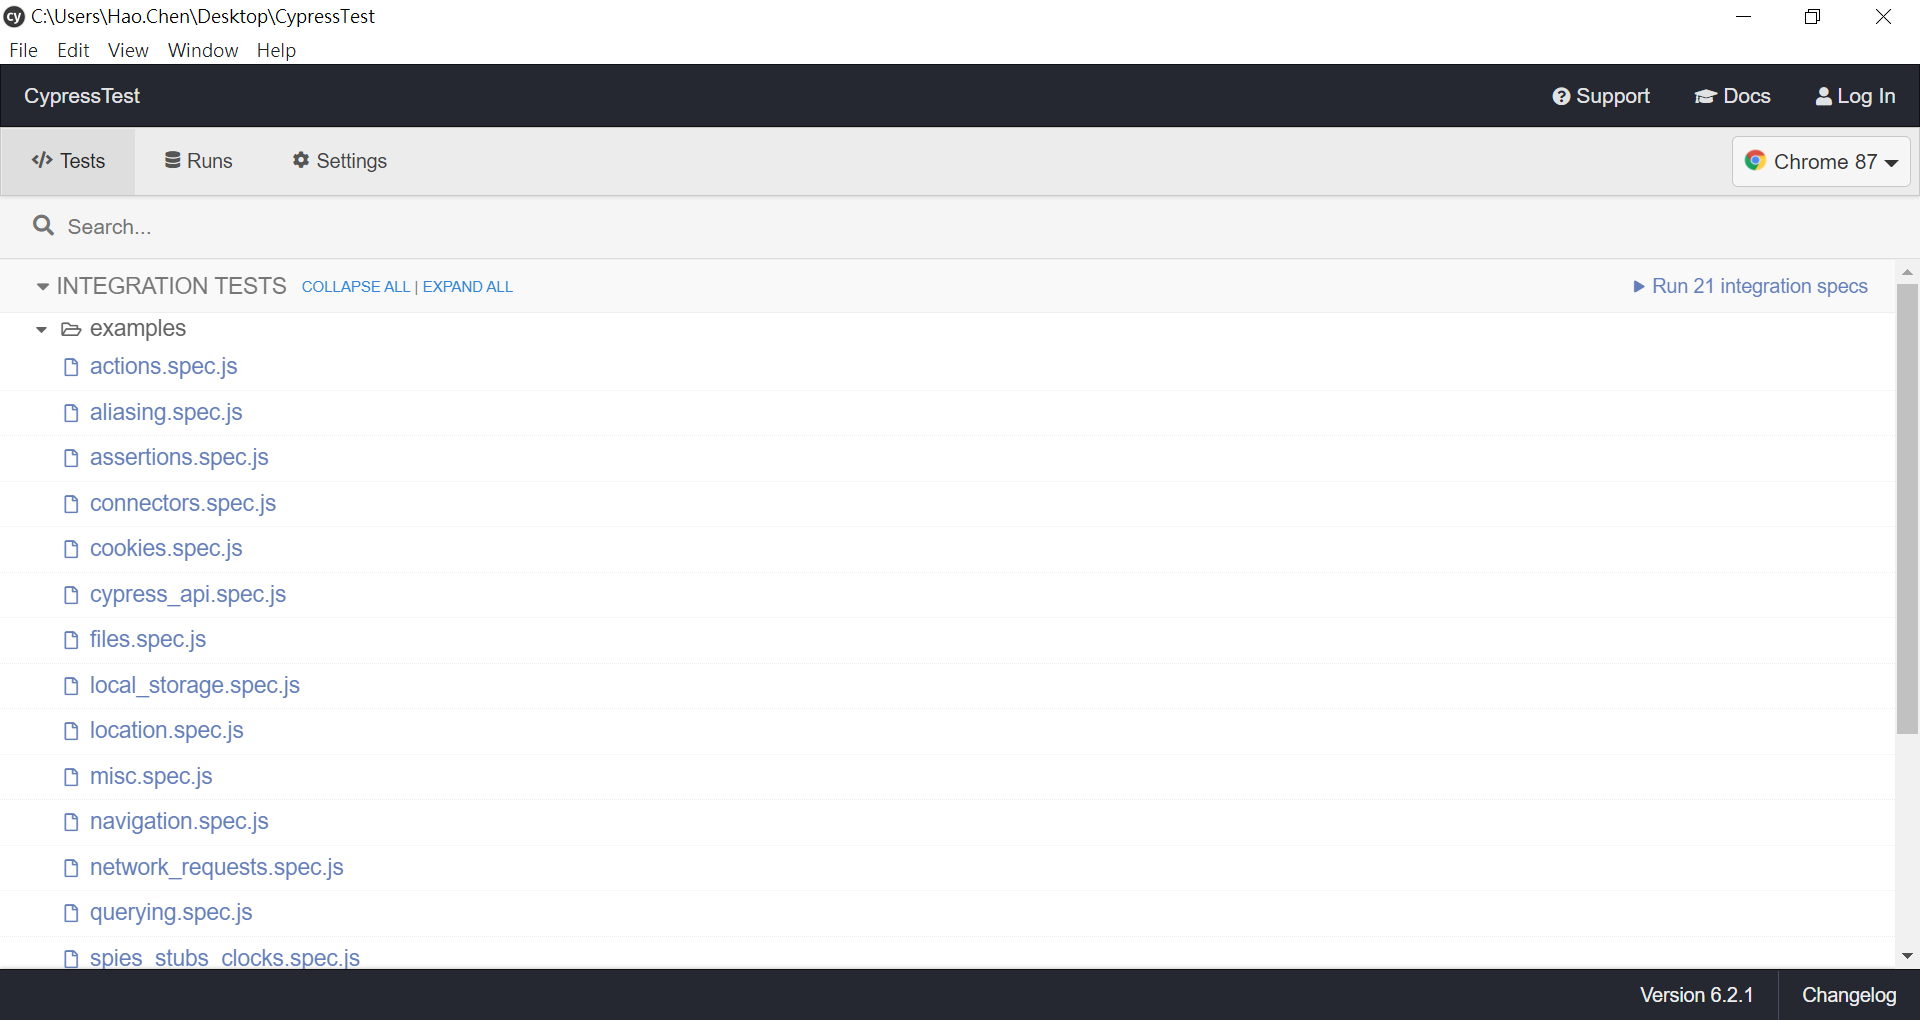 cy C:\Users\Hao.Chen\Desktop\CypressTest
File Edit View Window Help
CypressTest Support Docs Log In
</> Tests Runs Settings Chrome 87
Search...
INTEGRATION TESTS COLLAPSE ALL | EXPAND ALL Run 21 integration specs
examples
actions.spec.js
aliasing.spec.js
assertions.spec.js
connectors.spec.js
cookies.spec.js
cypress_api.spec.js
files.spec.js
local_storage.spec.js
location.spec.js
misc.spec.js
navigation.spec.js
network_requests.spec.js
querying.spec.js
spies_stubs_clocks.spec.js
Version 6.2.1 Changelog